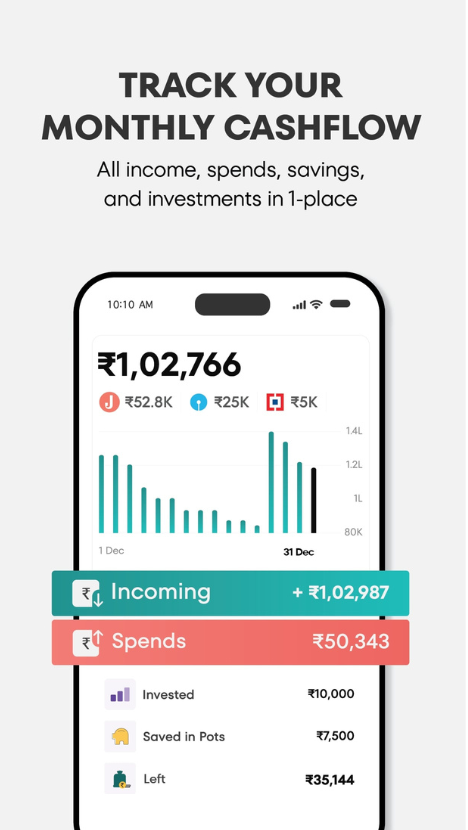 TRACK YOUR
MONTHLY CASHFLOW
All income, spends, savings,
and investments in 1-place
10:10 AM
₹1,02,766
J ₹52.8K ₹25K ₹5K
1.4L
1.2L
1L
80K
1 Dec 31 Dec
₹ Incoming + ₹1,02,987
₹ Spends ₹50,343
Invested ₹10,000
Saved in Pots ₹7,500
Left ₹35,144